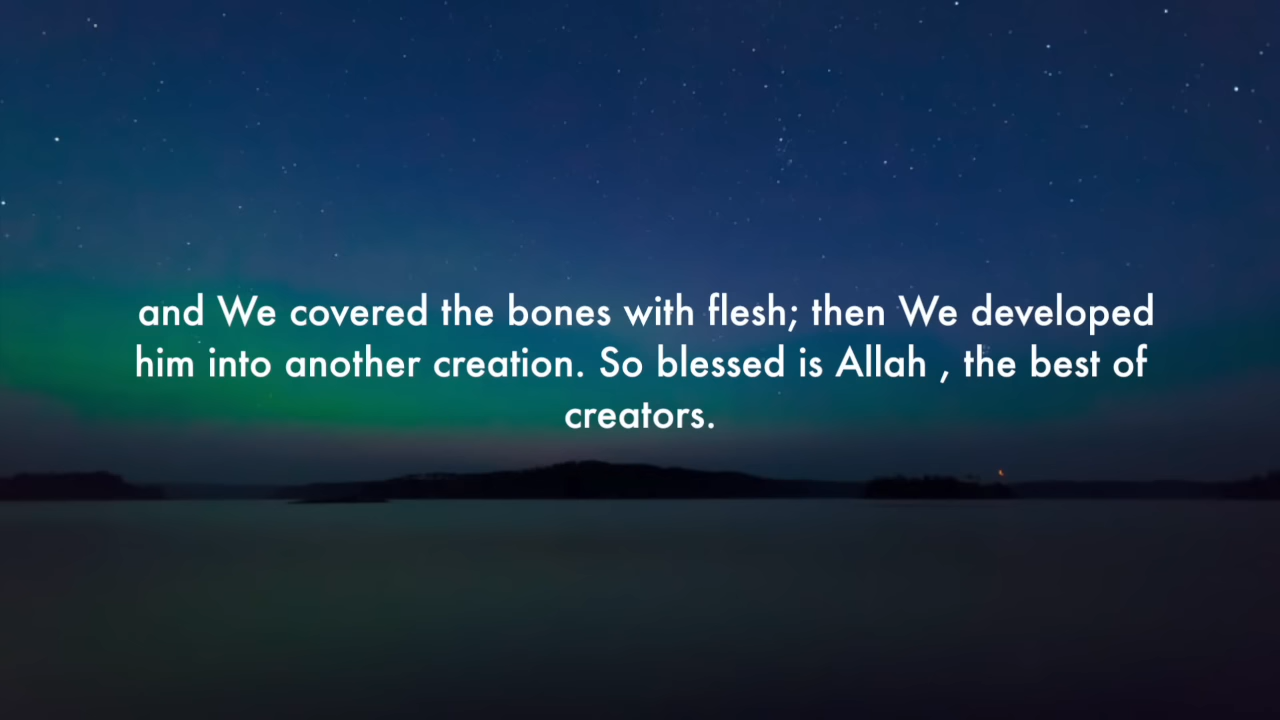 and We covered the bones with flesh; then We developed
him into another creation. So blessed is Allah , the best of
creators.